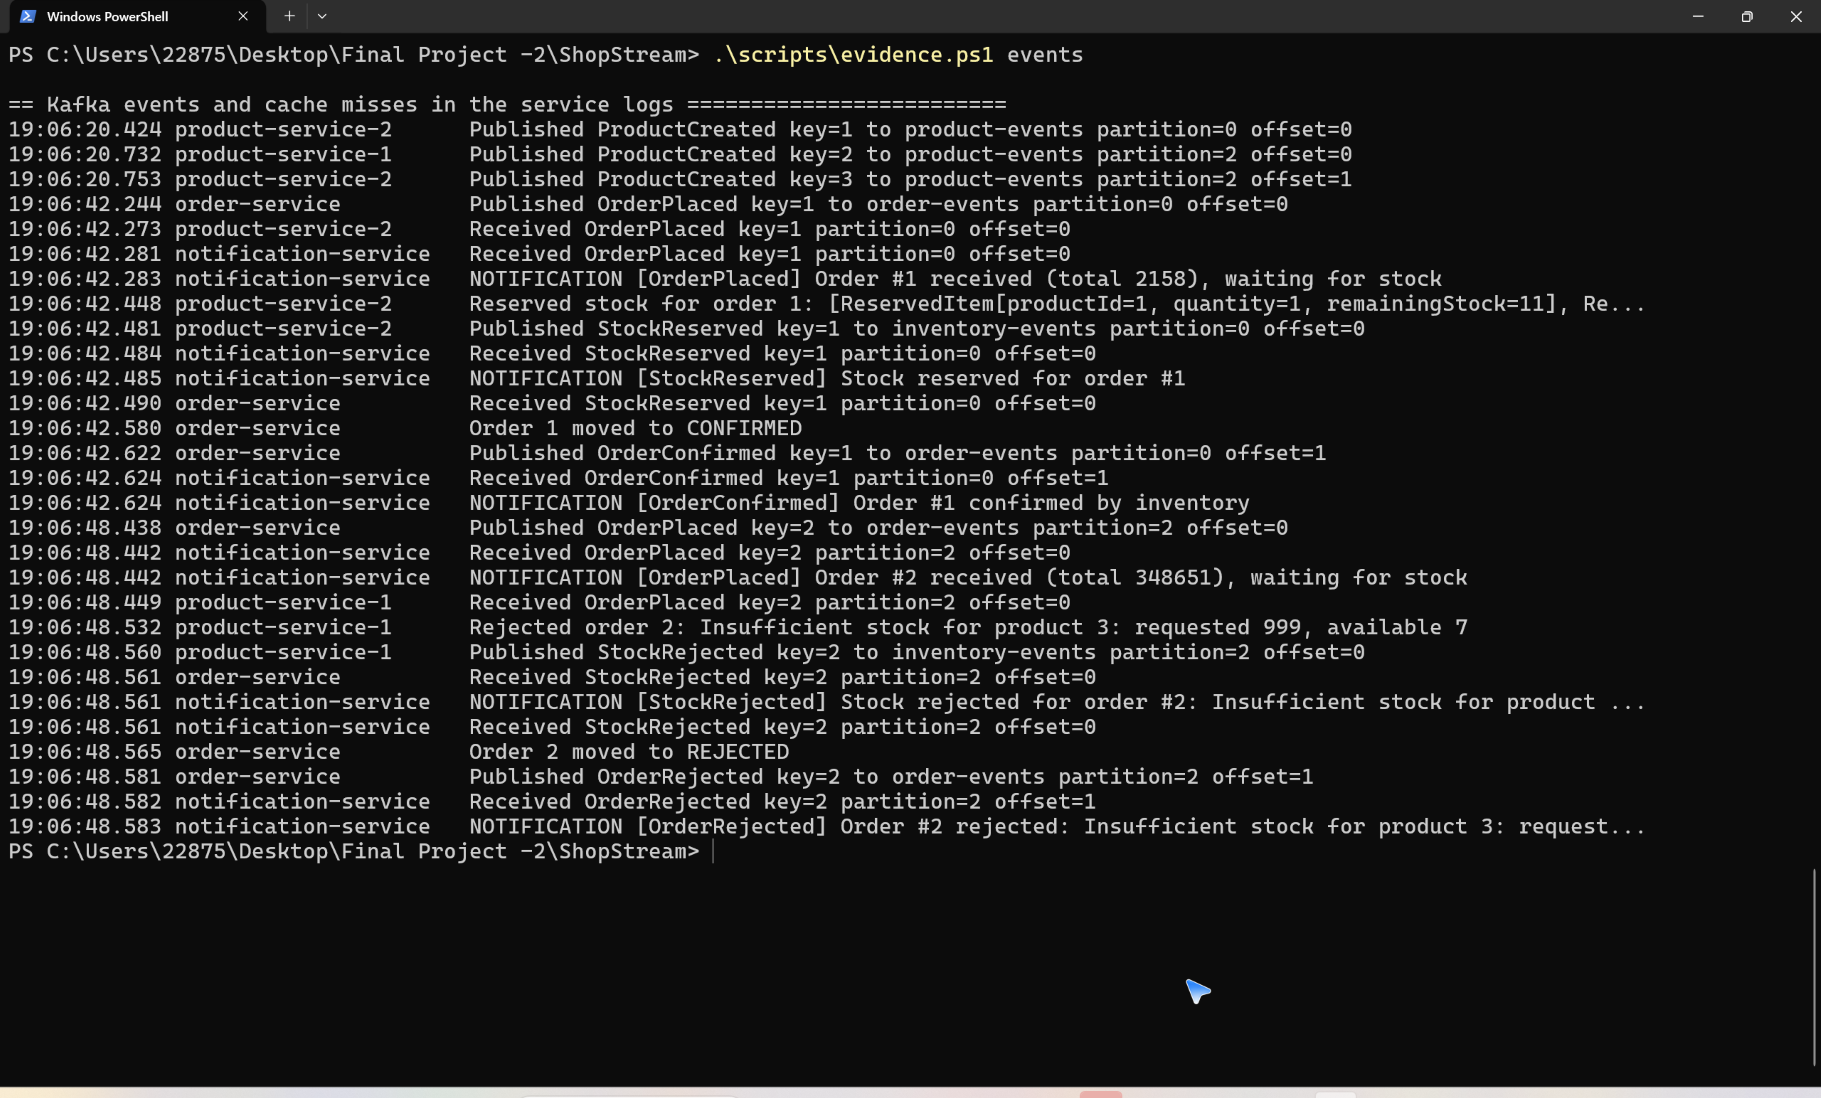 Windows PowerShell
PS C:\Users\22875\Desktop\Final Project -2\ShopStream> .\scripts\evidence.ps1 events
== Kafka events and cache misses in the service logs =========================
19:06:20.424 product-service-2      Published ProductCreated key=1 to product-events partition=0 offset=0
19:06:20.732 product-service-1      Published ProductCreated key=2 to product-events partition=2 offset=0
19:06:20.753 product-service-2      Published ProductCreated key=3 to product-events partition=2 offset=1
19:06:42.244 order-service          Published OrderPlaced key=1 to order-events partition=0 offset=0
19:06:42.273 product-service-2      Received OrderPlaced key=1 partition=0 offset=0
19:06:42.281 notification-service   Received OrderPlaced key=1 partition=0 offset=0
19:06:42.283 notification-service   NOTIFICATION [OrderPlaced] Order #1 received (total 2158), waiting for stock
19:06:42.448 product-service-2      Reserved stock for order 1: [ReservedItem[productId=1, quantity=1, remainingStock=11], Re...
19:06:42.481 product-service-2      Published StockReserved key=1 to inventory-events partition=0 offset=0
19:06:42.484 notification-service   Received StockReserved key=1 partition=0 offset=0
19:06:42.485 notification-service   NOTIFICATION [StockReserved] Stock reserved for order #1
19:06:42.490 order-service          Received StockReserved key=1 partition=0 offset=0
19:06:42.580 order-service          Order 1 moved to CONFIRMED
19:06:42.622 order-service          Published OrderConfirmed key=1 to order-events partition=0 offset=1
19:06:42.624 notification-service   Received OrderConfirmed key=1 partition=0 offset=1
19:06:42.624 notification-service   NOTIFICATION [OrderConfirmed] Order #1 confirmed by inventory
19:06:48.438 order-service          Published OrderPlaced key=2 to order-events partition=2 offset=0
19:06:48.442 notification-service   Received OrderPlaced key=2 partition=2 offset=0
19:06:48.442 notification-service   NOTIFICATION [OrderPlaced] Order #2 received (total 348651), waiting for stock
19:06:48.449 product-service-1      Received OrderPlaced key=2 partition=2 offset=0
19:06:48.532 product-service-1      Rejected order 2: Insufficient stock for product 3: requested 999, available 7
19:06:48.560 product-service-1      Published StockRejected key=2 to inventory-events partition=2 offset=0
19:06:48.561 order-service          Received StockRejected key=2 partition=2 offset=0
19:06:48.561 notification-service   NOTIFICATION [StockRejected] Stock rejected for order #2: Insufficient stock for product ...
19:06:48.561 notification-service   Received StockRejected key=2 partition=2 offset=0
19:06:48.565 order-service          Order 2 moved to REJECTED
19:06:48.581 order-service          Published OrderRejected key=2 to order-events partition=2 offset=1
19:06:48.582 notification-service   Received OrderRejected key=2 partition=2 offset=1
19:06:48.583 notification-service   NOTIFICATION [OrderRejected] Order #2 rejected: Insufficient stock for product 3: request...
PS C:\Users\22875\Desktop\Final Project -2\ShopStream>